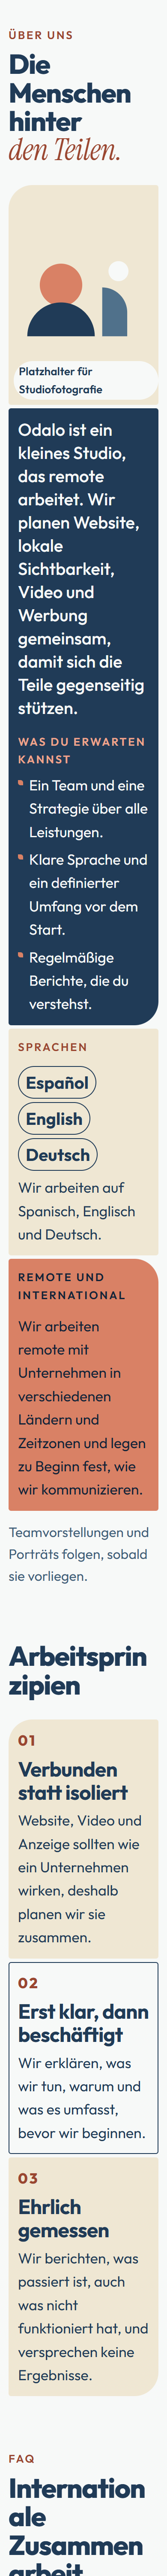 ÜBER UNS
Die
Menschen
hinter
den Teilen.
Platzhalter für
Studiofotografie
Odalo ist ein
kleines Studio,
das remote
arbeitet. Wir
planen Website,
lokale
Sichtbarkeit,
Video und
Werbung
gemeinsam,
damit sich die
Teile gegenseitig
stützen.
WAS DU ERWARTEN
KANNST
Ein Team und eine
Strategie über alle
Leistungen.
Klare Sprache und
ein definierter
Umfang vor dem
Start.
Regelmäßige
Berichte, die du
verstehst.
SPRACHEN
Español
English
Deutsch
Wir arbeiten auf
Spanisch, Englisch
und Deutsch.
REMOTE UND
INTERNATIONAL
Wir arbeiten
remote mit
Unternehmen in
verschiedenen
Ländern und
Zeitzonen und legen
zu Beginn fest, wie
wir kommunizieren.
Teamvorstellungen und
Porträts folgen, sobald
sie vorliegen.
Arbeitsprin
zipien
01
Verbunden
statt isoliert
Website, Video und
Anzeige sollten wie
ein Unternehmen
wirken, deshalb
planen wir sie
zusammen.
02
Erst klar, dann
beschäftigt
Wir erklären, was
wir tun, warum und
was es umfasst,
bevor wir beginnen.
03
Ehrlich
gemessen
Wir berichten, was
passiert ist, auch
was nicht
funktioniert hat, und
versprechen keine
Ergebnisse.
FAQ
Internation
ale
Zusammen
arbeit